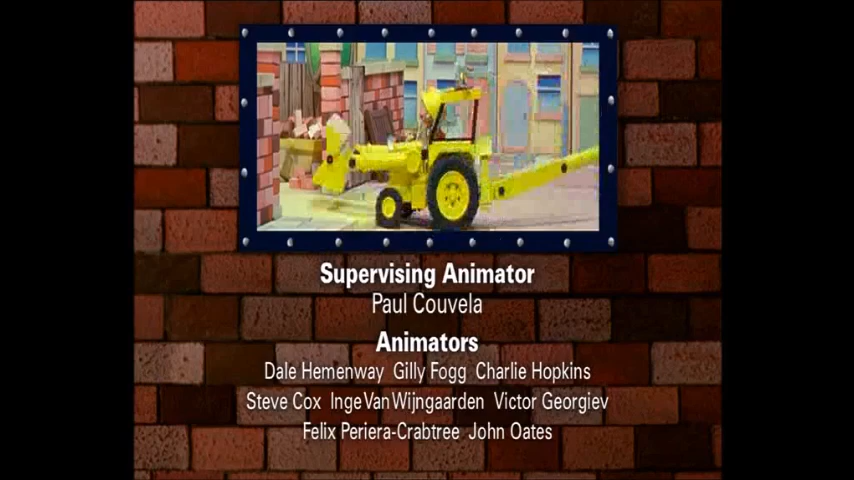 Supervising Animator
Paul Couvela
Animators
Dale Hemenway Gilly Fogg Charlie Hopkins
Steve Cox Inge Van Wijngaarden Victor Georgiev
Felix Periera-Crabtree John Oates